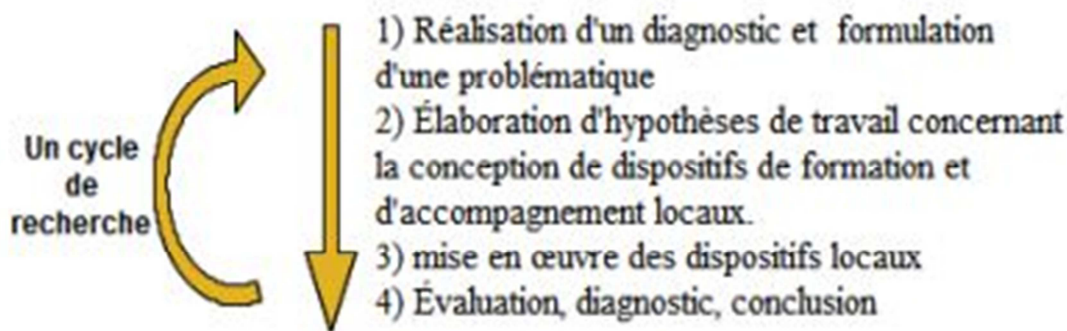 1) Réalisation d'un diagnostic et formulation
d'une problématique
2) Élaboration d'hypothèses de travail concernant
la conception de dispositifs de formation et
d'accompagnement locaux.
3) mise en œuvre des dispositifs locaux
4) Évaluation, diagnostic, conclusion
Un cycle
de
recherche